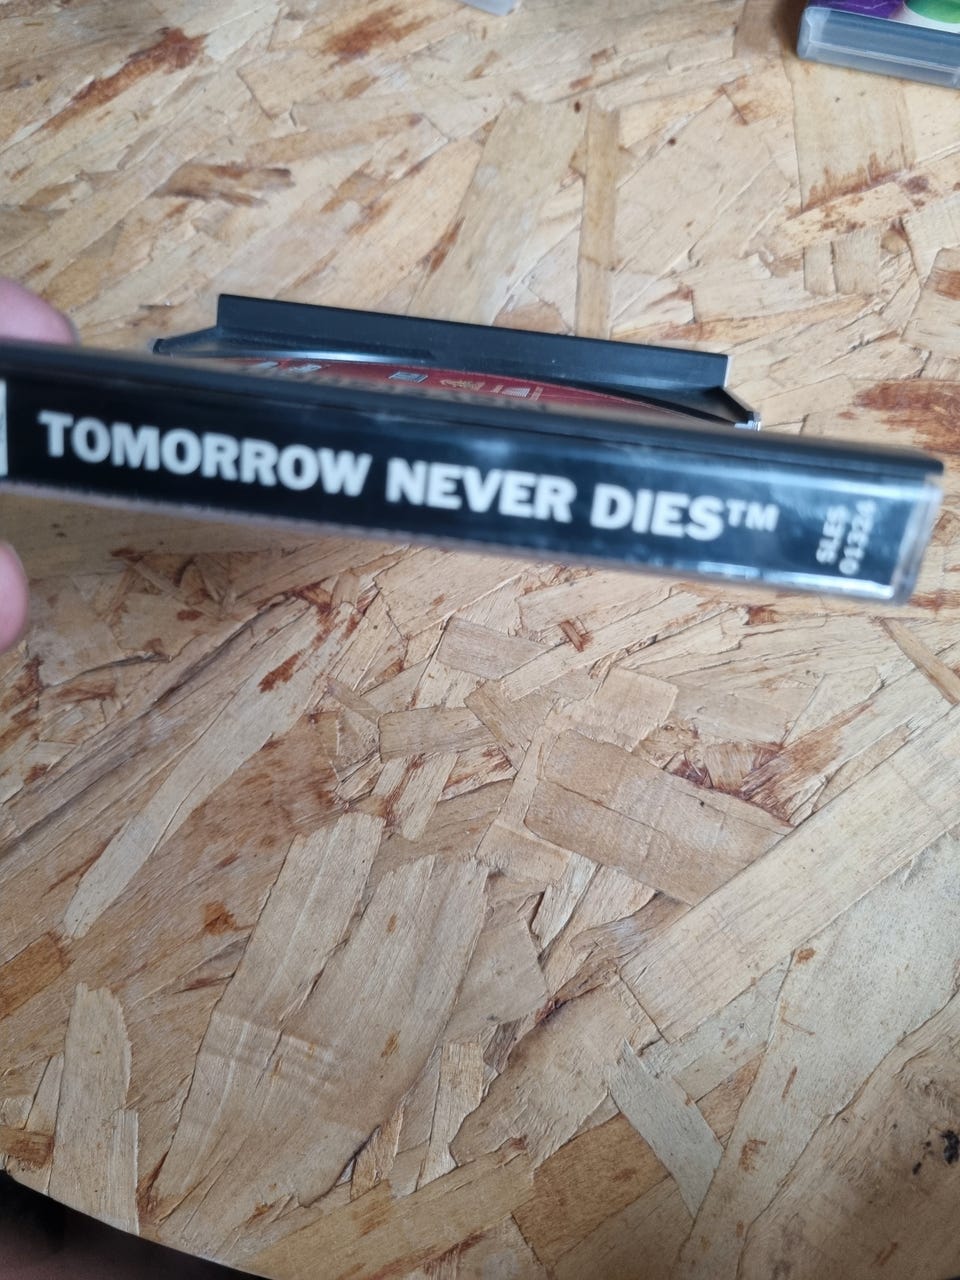 TOMORROW NEVER DIES™
SLES
01324